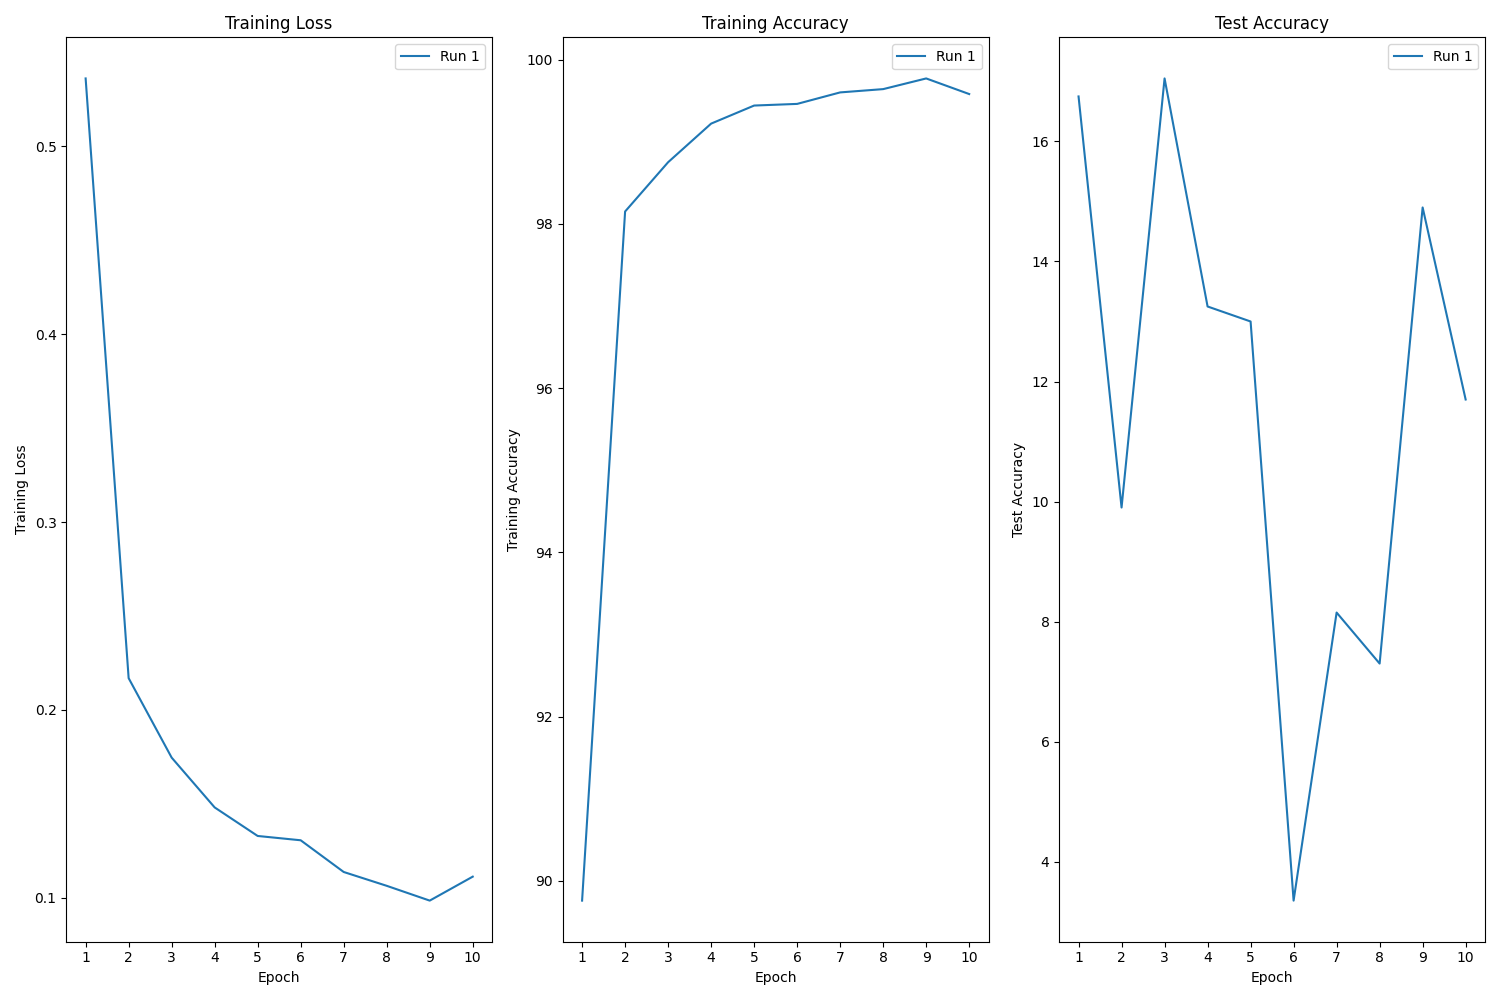 Training Loss
Run 1
0.5
0.4
0.3
0.2
0.1
Training Loss
1 2 3 4 5 6 7 8 9 10
Epoch
Training Accuracy
Run 1
100
98
96
94
92
90
Training Accuracy
1 2 3 4 5 6 7 8 9 10
Epoch
Test Accuracy
Run 1
16
14
12
10
8
6
4
Test Accuracy
1 2 3 4 5 6 7 8 9 10
Epoch